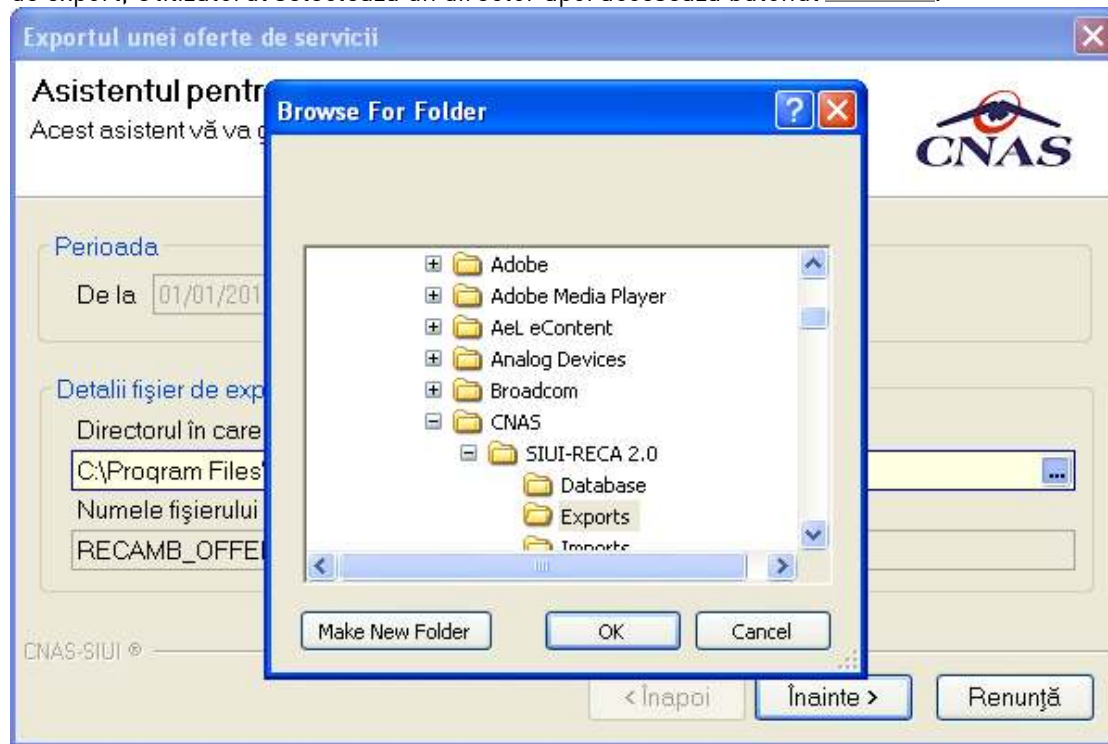 Exportul unei oferte de servicii
Asistentul pentr
Acest asistent vă va g
CNAS
Browse For Folder
Perioada
De la 01/01/201
Adobe
Adobe Media Player
AeL eContent
Analog Devices
Broadcom
CNAS
SIUI-RECA 2.0
Database
Exports
Imports
Detalii fişier de exp
Directorul în care
C:\Program Files\
...
Numele fişierului
RECAMB_OFFE
Make New Folder
OK
Cancel
CNAS-SIUI ®
< Înapoi
Înainte >
Renunţă